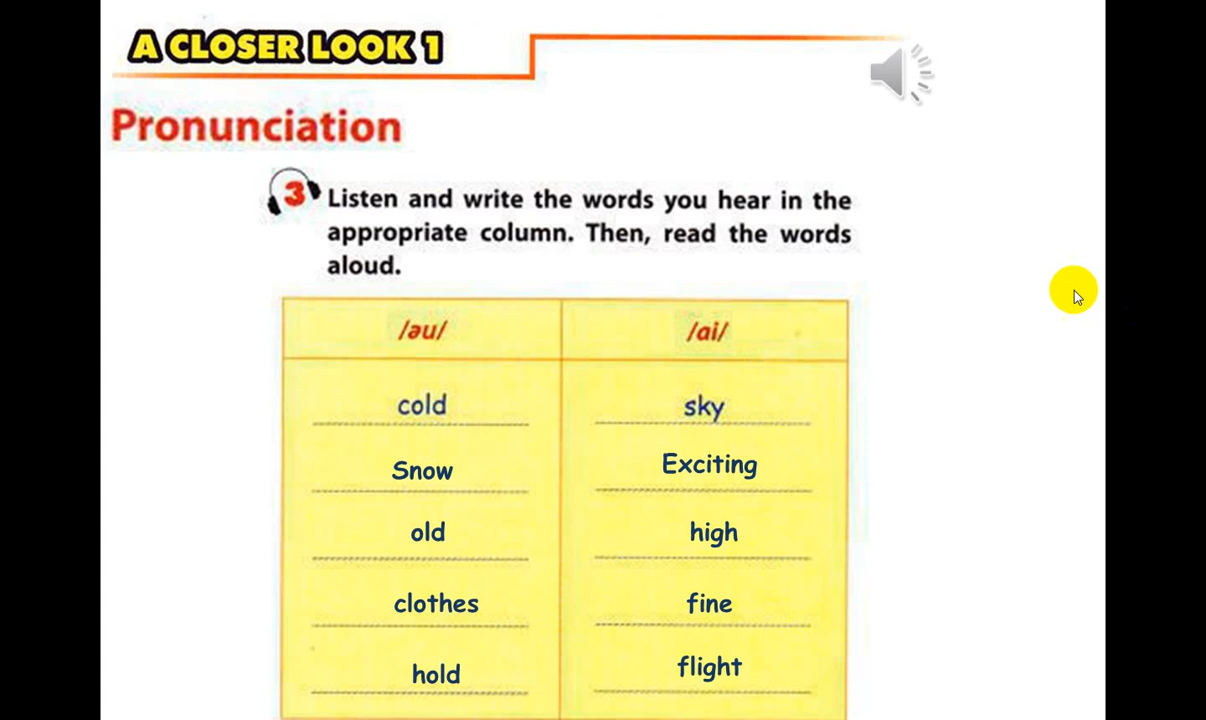 A CLOSER LOOK 1
Pronunciation
3 Listen and write the words you hear in the
appropriate column. Then, read the words
aloud.
/əu/ /ai/
cold sky
Snow Exciting
old high
clothes fine
hold flight